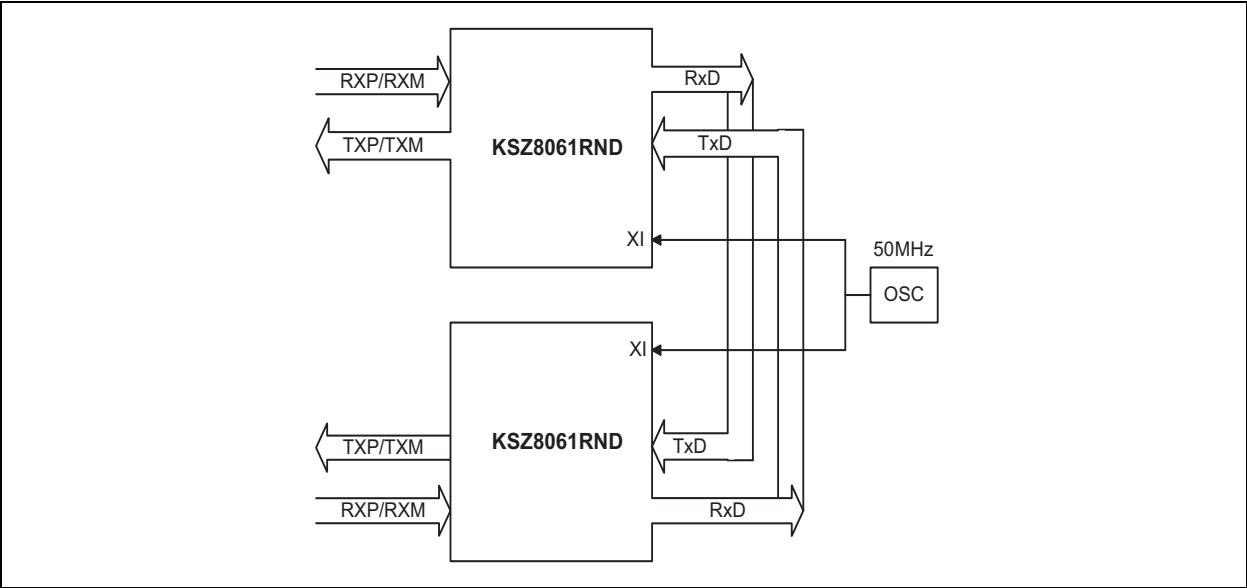 RXP/RXM
RxD
TXP/TXM
KSZ8061RND
TxD
XI
50MHz
OSC
XI
TXP/TXM
KSZ8061RND
TxD
RXP/RXM
RxD